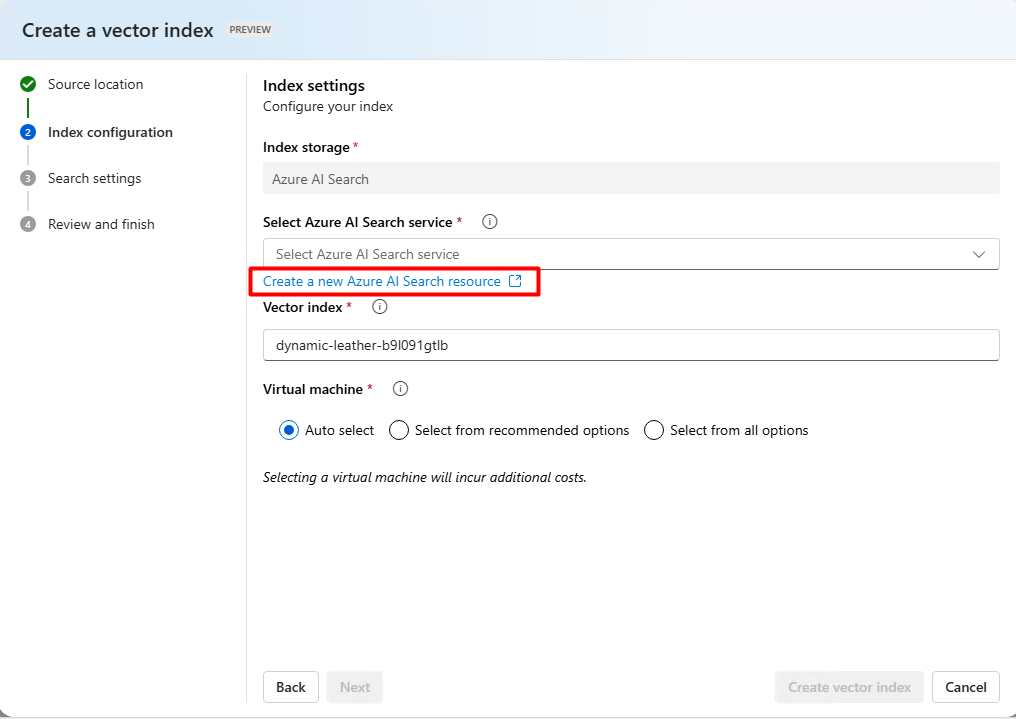 Create a vector index PREVIEW
Source location
2 Index configuration
3 Search settings
4 Review and finish
Index settings
Configure your index
Index storage *
Azure AI Search
Select Azure AI Search service *
Select Azure AI Search service
Create a new Azure AI Search resource
Vector index *
dynamic-leather-b9l091gtlb
Virtual machine *
Auto select Select from recommended options Select from all options
Selecting a virtual machine will incur additional costs.
Back Next Create vector index Cancel